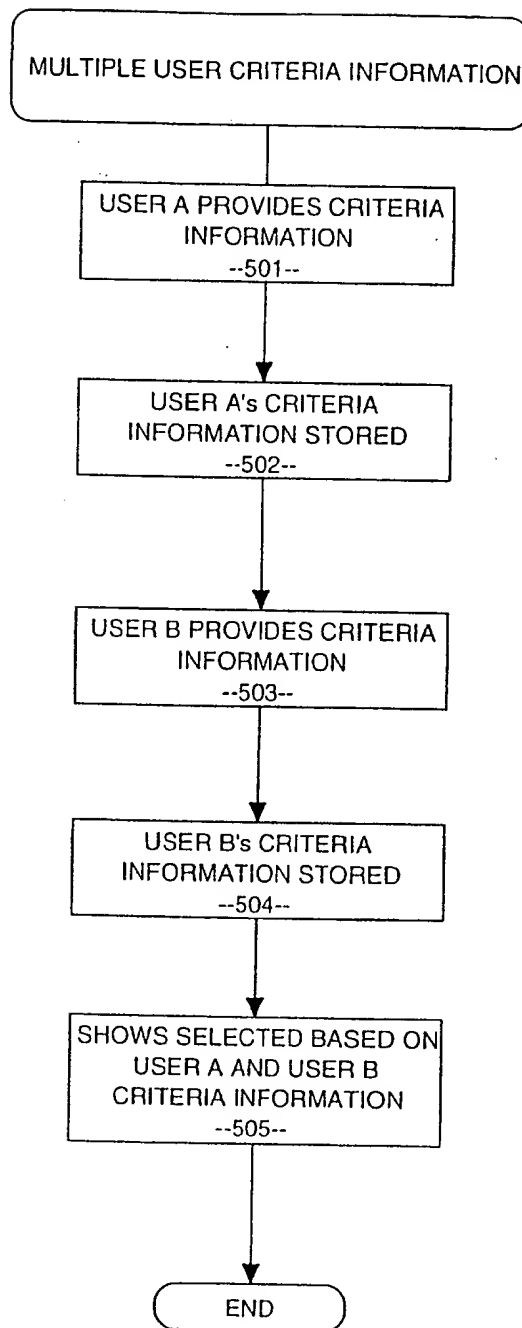 MULTIPLE USER CRITERIA INFORMATION
USER A PROVIDES CRITERIA
INFORMATION
--501--
USER A's CRITERIA
INFORMATION STORED
--502--
USER B PROVIDES CRITERIA
INFORMATION
--503--
USER B's CRITERIA
INFORMATION STORED
--504--
SHOWS SELECTED BASED ON
USER A AND USER B
CRITERIA INFORMATION
--505--
END